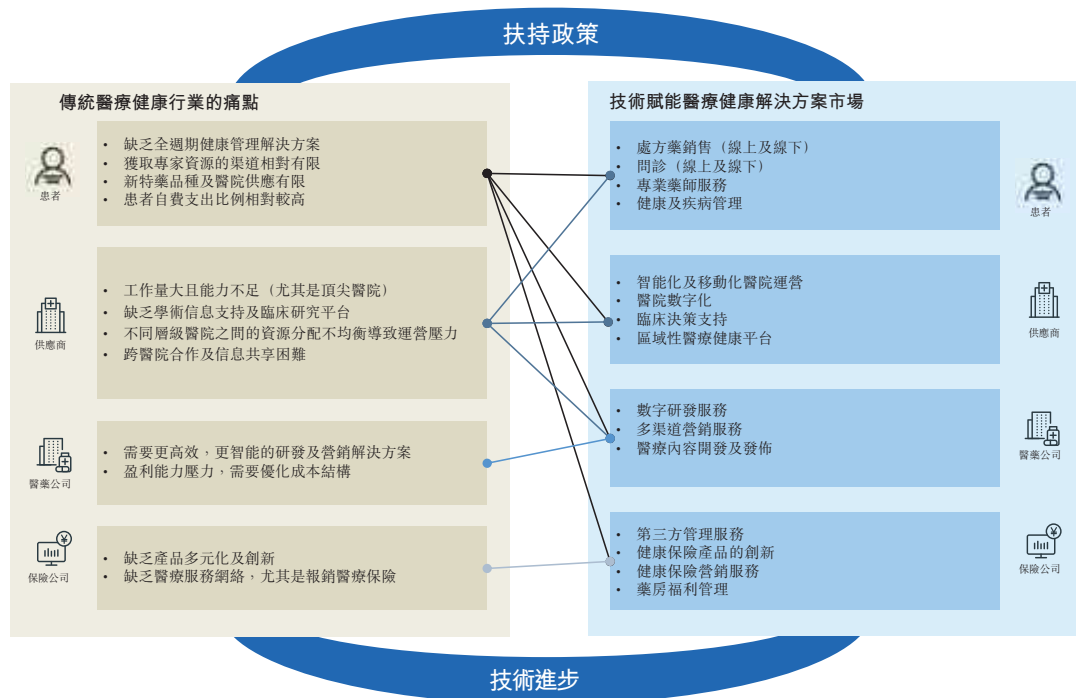 扶持政策
傳統醫療健康行業的痛點
患者
• 缺乏全週期健康管理解決方案
• 獲取專家資源的渠道相對有限
• 新特藥品種及醫院供應有限
• 患者自費支出比例相對較高
供應商
• 工作量大且能力不足（尤其是頂尖醫院）
• 缺乏學術信息支持及臨床研究平台
• 不同層級醫院之間的資源分配不均衡導致運營壓力
• 跨醫院合作及信息共享困難
醫藥公司
• 需要更高效，更智能的研發及營銷解決方案
• 盈利能力壓力，需要優化成本結構
保險公司
• 缺乏產品多元化及創新
• 缺乏醫療服務網絡，尤其是報銷醫療保險
技術賦能醫療健康解決方案市場
• 處方藥銷售（線上及線下）
• 問診（線上及線下）
• 專業藥師服務
• 健康及疾病管理
患者
• 智能化及移動化醫院運營
• 醫院數字化
• 臨床決策支持
• 區域性醫療健康平台
供應商
• 數字研發服務
• 多渠道營銷服務
• 醫療內容開發及發佈
醫藥公司
• 第三方管理服務
• 健康保險產品的創新
• 健康保險營銷服務
• 藥房福利管理
保險公司
技術進步